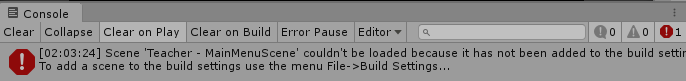 Console
Clear Collapse Clear on Play Clear on Build Error Pause Editor 0 0 1
[02:03:24] Scene 'Teacher - MainMenuScene' couldn't be loaded because it has not been added to the build settin
To add a scene to the build settings use the menu File->Build Settings...